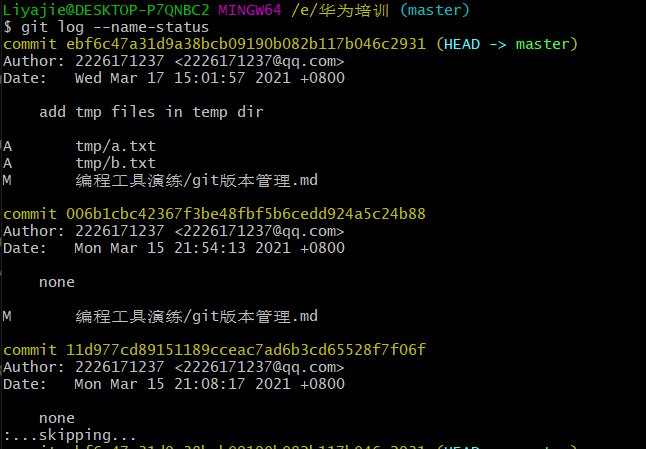 Liyajie@DESKTOP-P7QNBC2 MINGW64 /e/华为培训 (master)
$ git log --name-status
commit ebf6c47a31d9a38bcb09190b082b117b046c2931 (HEAD -> master)
Author: 2226171237 <2226171237@qq.com>
Date:   Wed Mar 17 15:01:57 2021 +0800
    add tmp files in temp dir
A       tmp/a.txt
A       tmp/b.txt
M       编程工具演练/git版本管理.md
commit 006b1cbc42367f3be48fbf5b6cedd924a5c24b88
Author: 2226171237 <2226171237@qq.com>
Date:   Mon Mar 15 21:54:13 2021 +0800
    none
M       编程工具演练/git版本管理.md
commit 11d977cd89151189cceac7ad6b3cd65528f7f06f
Author: 2226171237 <2226171237@qq.com>
Date:   Mon Mar 15 21:08:17 2021 +0800
    none
:...skipping...